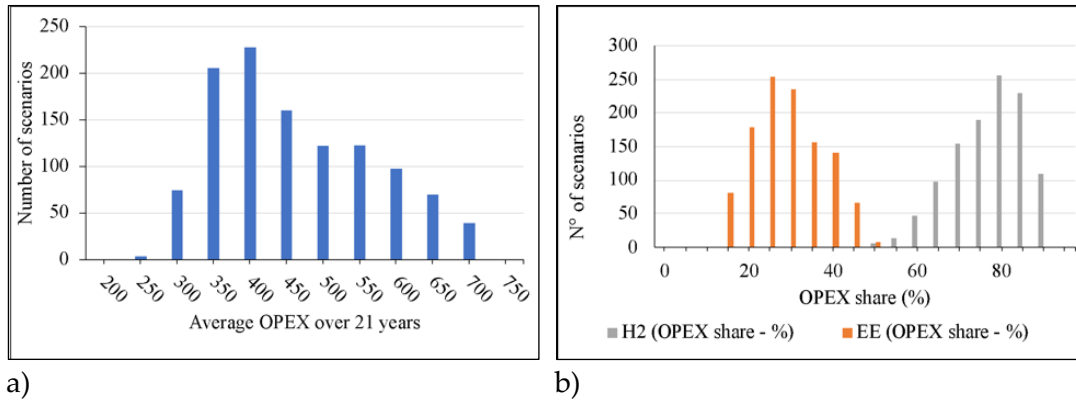 250
200
150
100
50
0
Number of scenarios
200 250 300 350 400 450 500 550 600 650 700 750
Average OPEX over 21 years
a)
300
250
200
150
100
50
0
N° of scenarios
0 20 40 60 80
OPEX share (%)
H2 (OPEX share - %) EE (OPEX share - %)
b)